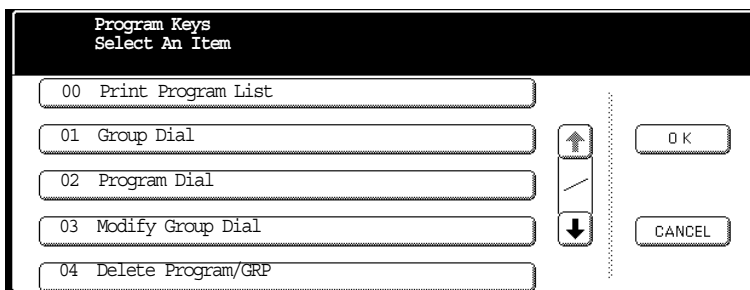 Program Keys
Select An Item
00 Print Program List
01 Group Dial
02 Program Dial
03 Modify Group Dial
04 Delete Program/GRP
OK
CANCEL